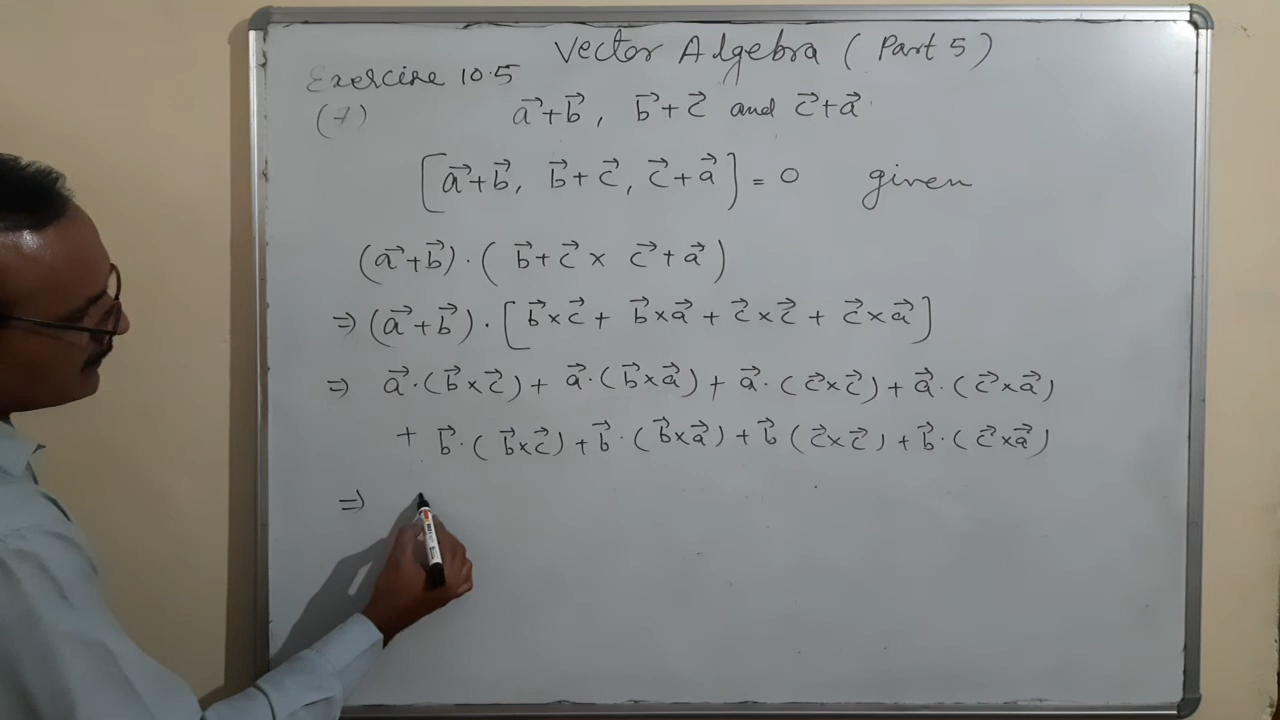 Vector Algebra (Part 5)
Exercise 10.5
(7) a⃗+b⃗, b⃗+c⃗ and c⃗+a⃗
[a⃗+b⃗, b⃗+c⃗, c⃗+a⃗] = 0 given
(a⃗+b⃗)·(b⃗+c⃗ × c⃗+a⃗)
⇒ (a⃗+b⃗)·[b⃗×c⃗ + b⃗×a⃗ + c⃗×c⃗ + c⃗×a⃗]
⇒ a⃗·(b⃗×c⃗) + a⃗·(b⃗×a⃗) + a⃗·(c⃗×c⃗) + a⃗·(c⃗×a⃗)
+ b⃗·(b⃗×c⃗) + b⃗·(b⃗×a⃗) + b⃗(c⃗×c⃗) + b⃗·(c⃗×a⃗)
⇒